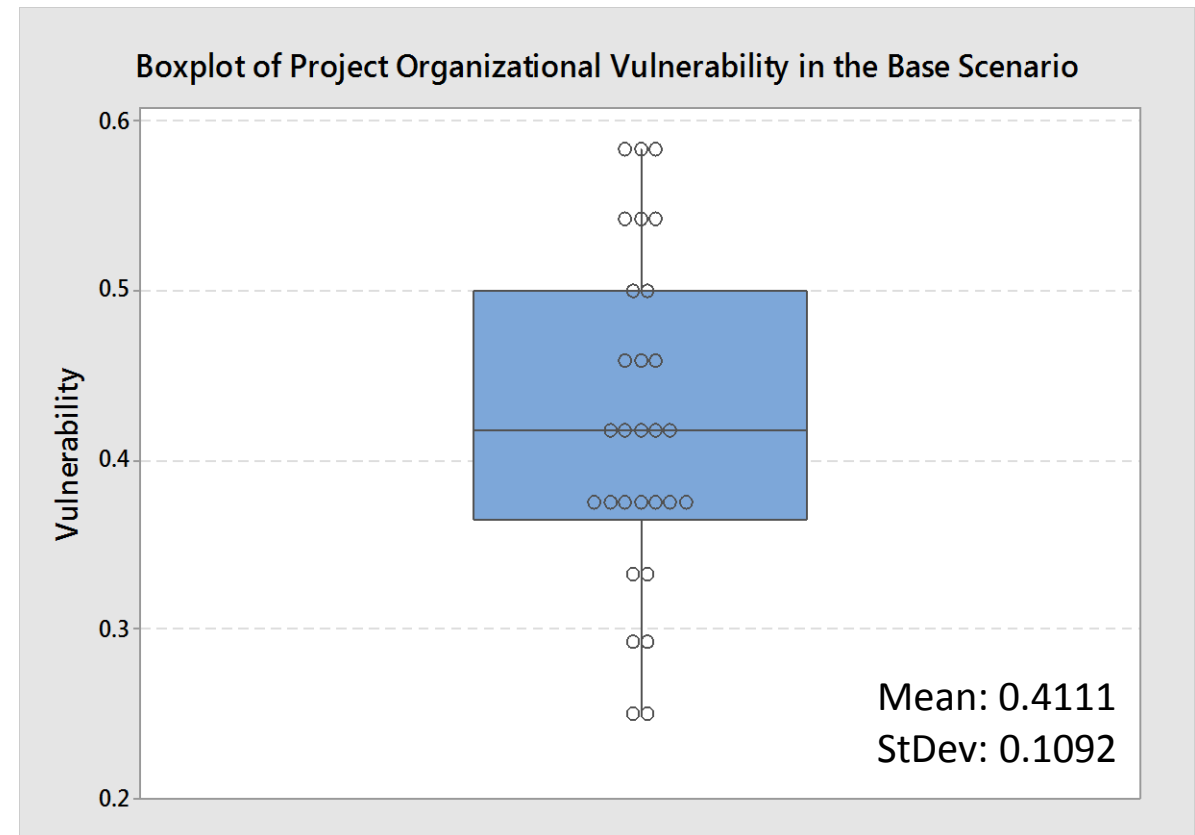 Boxplot of Project Organizational Vulnerability in the Base Scenario
0.6
0.5
0.4
0.3
0.2
Vulnerability
Mean: 0.4111
StDev: 0.1092